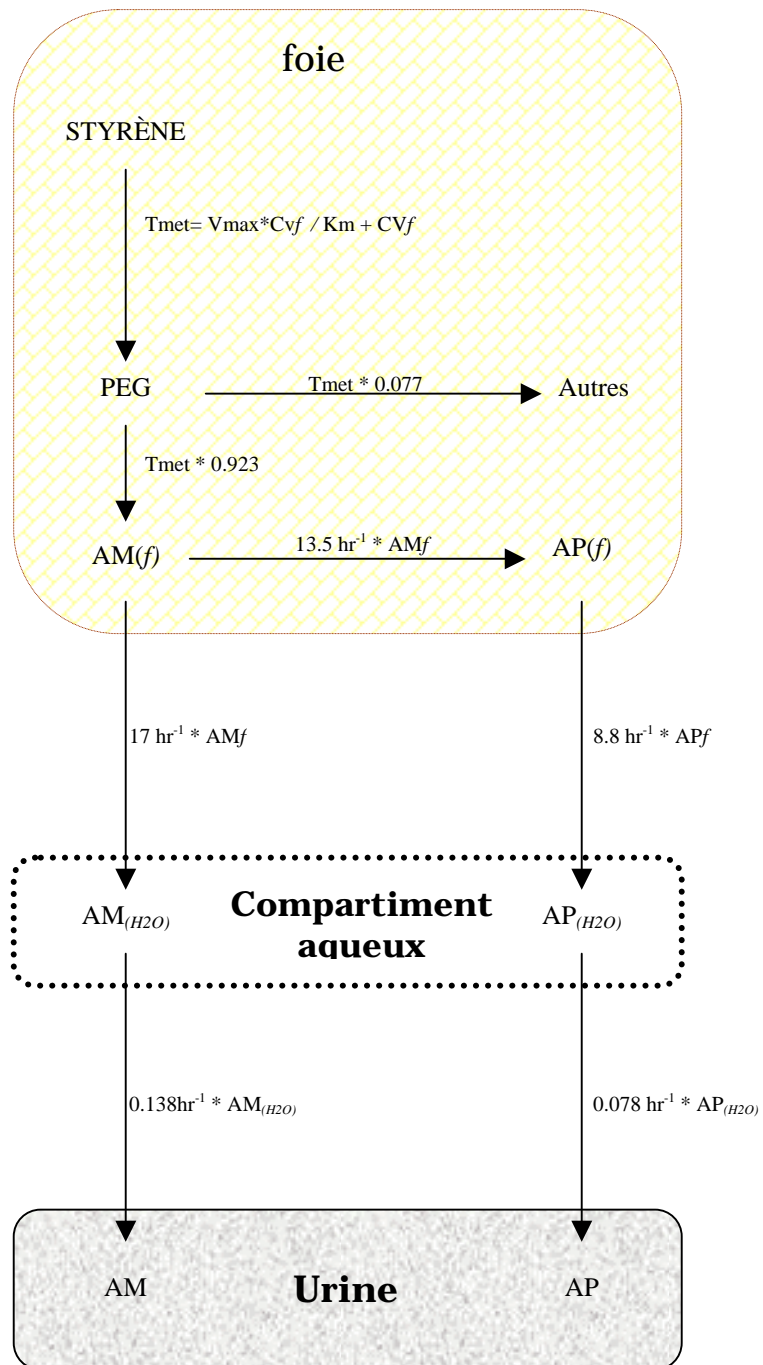 foie
STYRÈNE
Tmet= Vmax*Cvf / Km + CVf
PEG
Tmet * 0.077
Autres
Tmet * 0.923
AM(f)
13.5 hr⁻¹ * AMf
AP(f)
17 hr⁻¹ * AMf
8.8 hr⁻¹ * APf
AM(H2O)
Compartiment
aqueux
AP(H2O)
0.138hr⁻¹ * AM(H2O)
0.078 hr⁻¹ * AP(H2O)
AM
Urine
AP